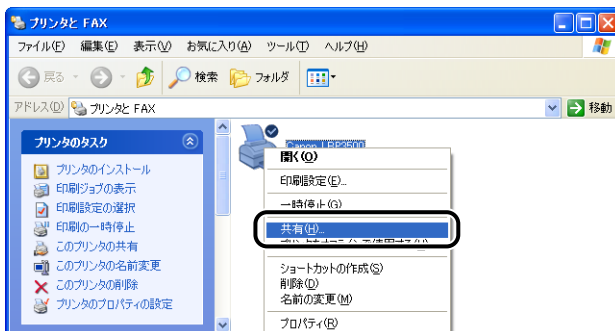 プリンタと FAX
ファイル(F) 編集(E) 表示(V) お気に入り(A) ツール(T) ヘルプ(H)
戻る 検索 フォルダ
アドレス(D) プリンタと FAX 移動
プリンタのタスク
プリンタのインストール
印刷ジョブの表示
印刷設定の選択
印刷の一時停止
このプリンタの共有
このプリンタの名前変更
このプリンタの削除
プリンタのプロパティの設定
Canon LBP3500
開く(O)
印刷設定(E)...
一時停止(G)
共有(H)...
ショートカットの作成(S)
削除(D)
名前の変更(M)
プロパティ(R)